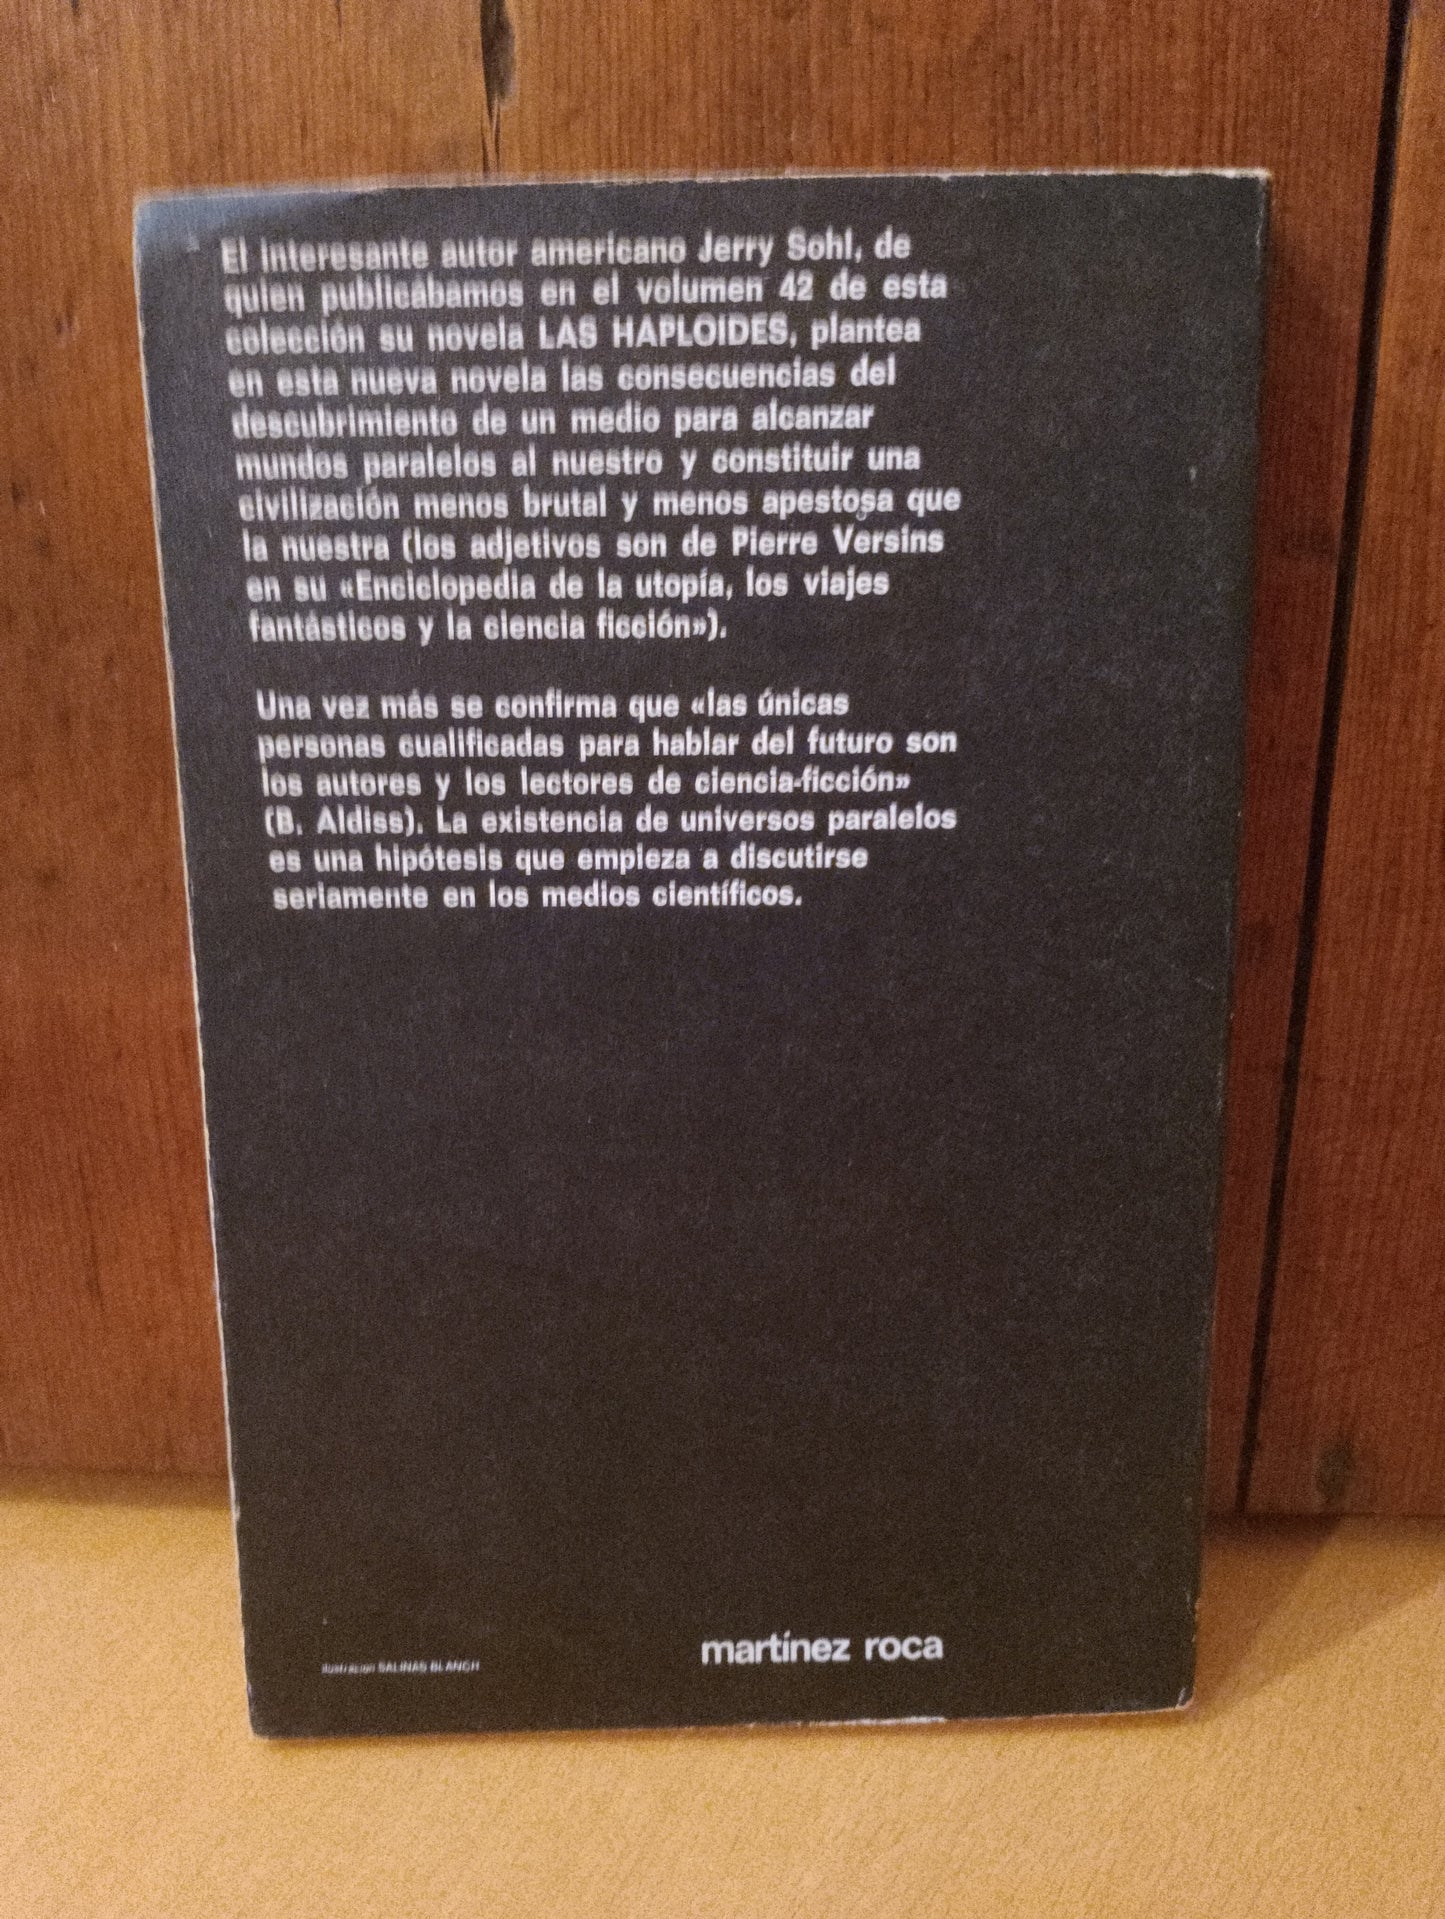 El interesante autor americano Jerry Sohl, de
quien publicábamos en el volumen 42 de esta
colección su novela LAS HAPLOIDES, plantea
en esta nueva novela las consecuencias del
descubrimiento de un medio para alcanzar
mundos paralelos al nuestro y constituir una
civilización menos brutal y menos apestosa que
la nuestra (los adjetivos son de Pierre Versins
en su «Enciclopedia de la utopía, los viajes
fantásticos y la ciencia ficción»).
Una vez más se confirma que «las únicas
personas cualificadas para hablar del futuro son
los autores y los lectores de ciencia-ficción»
(B. Aldiss). La existencia de universos paralelos
es una hipótesis que empieza a discutirse
seriamente en los medios científicos.
martínez roca
Ilustración SALINAS BLANCH